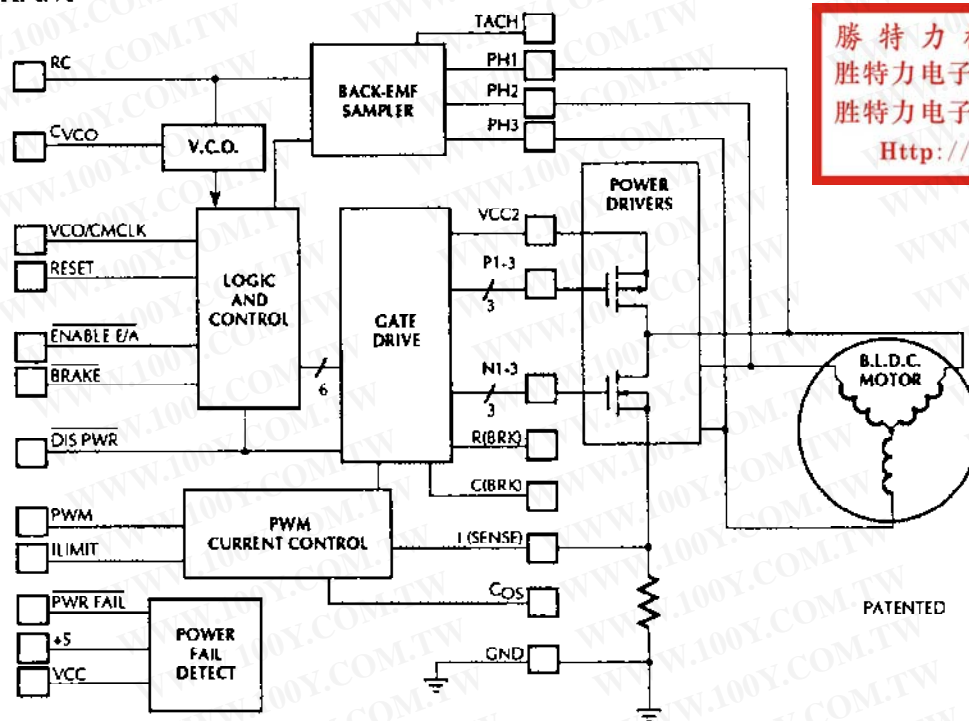 TACH
RC
PH1
BACK-EMF
SAMPLER
PH2
CVCO
V.C.O.
PH3
POWER
DRIVERS
VCC2
VCO/CMCLK
RESET
LOGIC
AND
CONTROL
P1-3
3
GATE
DRIVE
ENABLE E/A
BRAKE
6
N1-3
3
B.L.D.C.
MOTOR
DIS PWR
R(BRK)
C(BRK)
PWM
ILIMIT
PWM
CURRENT CONTROL
I (SENSE)
COS
PWR FAIL
+5
VCC
POWER
FAIL
DETECT
GND
PATENTED
勝 特 力
胜特力电子
胜特力电子
Http://
WWW.100Y.COM.TW